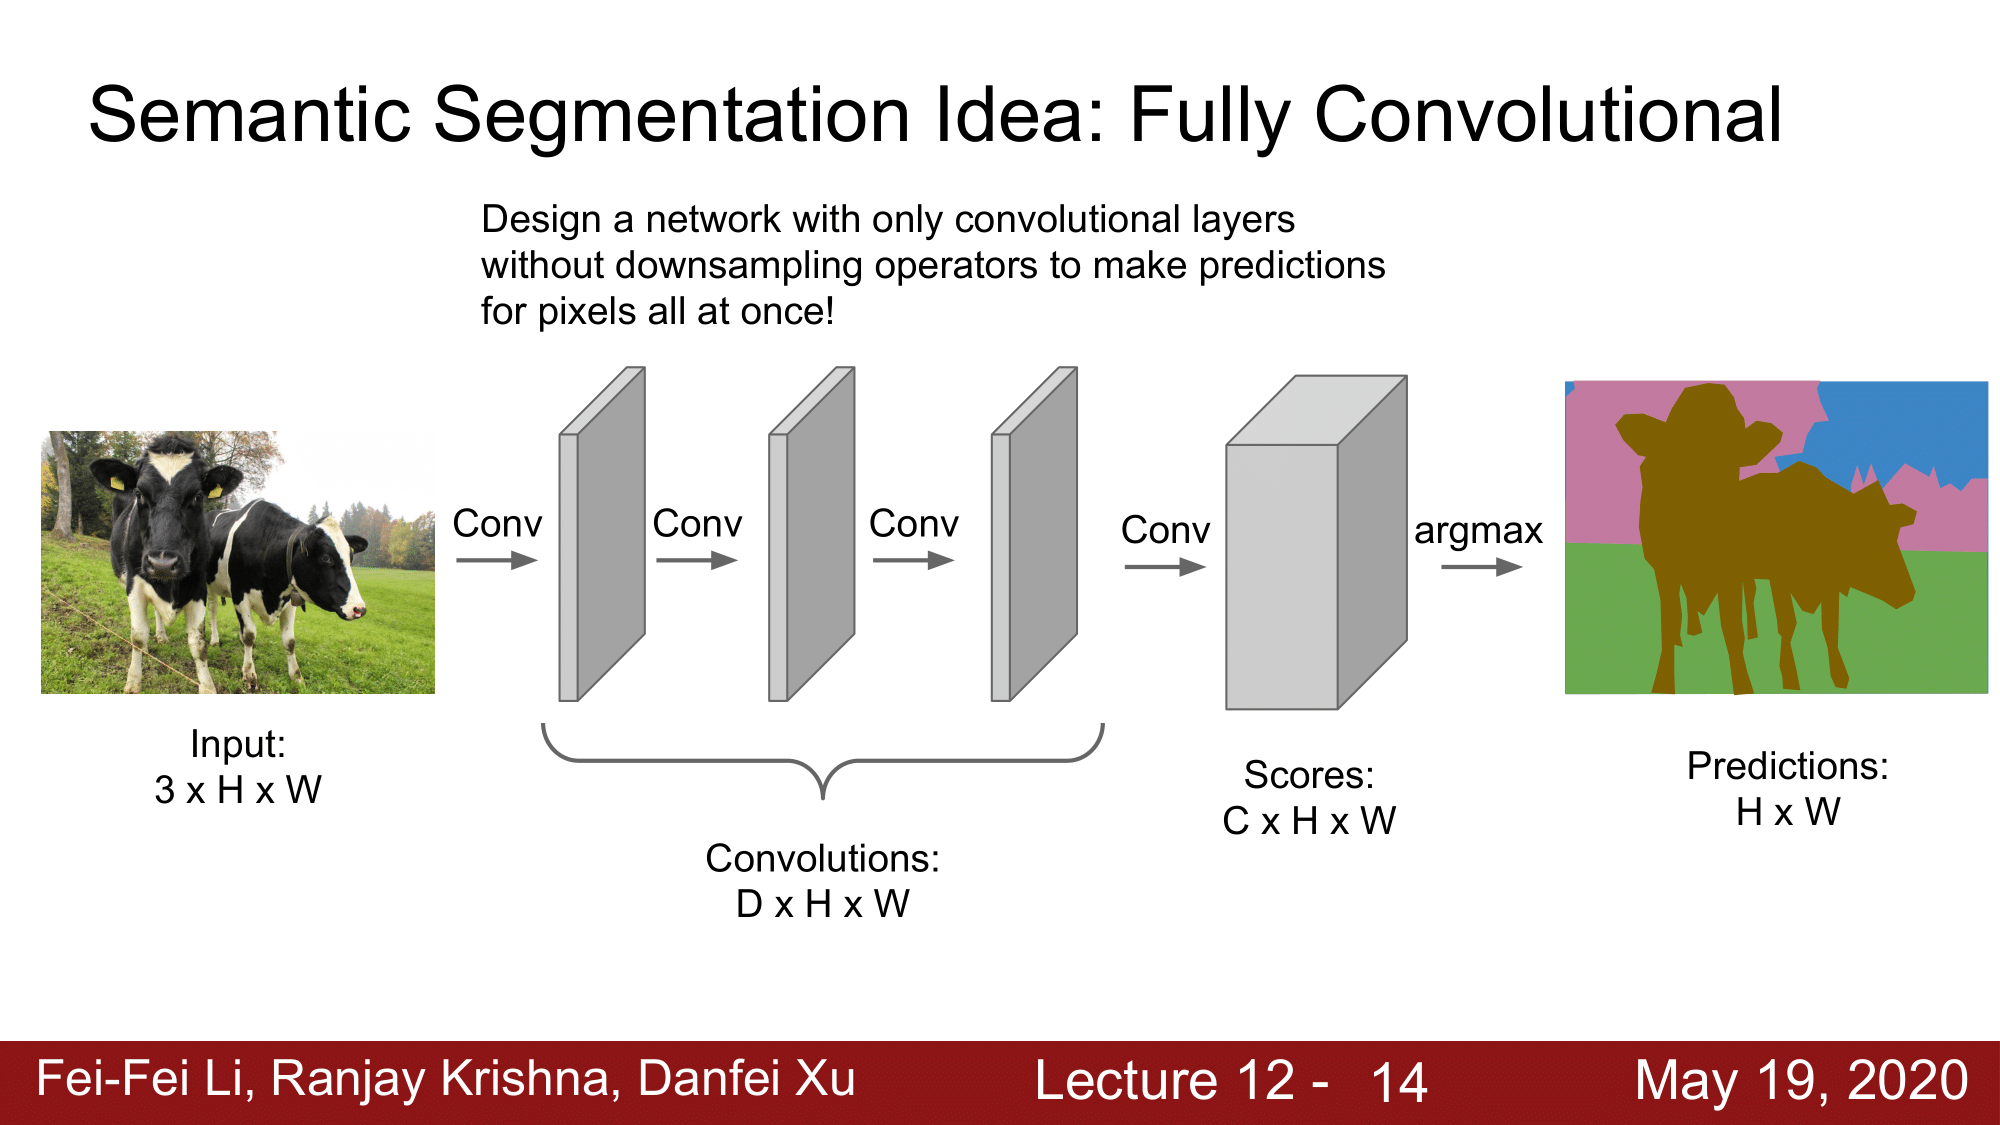 Semantic Segmentation Idea: Fully Convolutional
Design a network with only convolutional layers
without downsampling operators to make predictions
for pixels all at once!
Conv
Conv
Conv
Conv
argmax
Input:
3 x H x W
Convolutions:
D x H x W
Scores:
C x H x W
Predictions:
H x W
Fei-Fei Li, Ranjay Krishna, Danfei Xu
Lecture 12 - 14
May 19, 2020